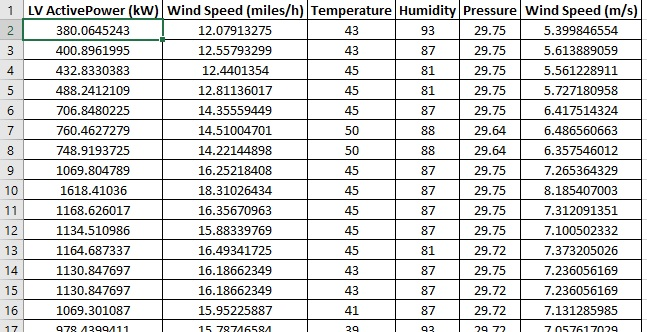 1 LV ActivePower (kW) Wind Speed (miles/h) Temperature Humidity Pressure Wind Speed (m/s)
2 380.0645243 12.07913275 43 93 29.75 5.399846554
3 400.8961995 12.55793299 43 87 29.75 5.613889059
4 432.8330383 12.4401354 45 81 29.75 5.561228911
5 488.2412109 12.81136017 45 81 29.75 5.727180958
6 706.8480225 14.35559449 45 87 29.75 6.417514324
7 760.4627279 14.51004701 50 88 29.64 6.486560663
8 748.9193725 14.22144898 50 88 29.64 6.357546012
9 1069.804789 16.25218408 45 87 29.75 7.265364329
10 1618.41036 18.31026434 45 87 29.75 8.185407003
11 1168.626017 16.35670963 45 87 29.75 7.312091351
12 1134.510986 15.88339769 45 87 29.75 7.100502332
13 1164.687337 16.49341725 45 81 29.72 7.373205026
14 1130.847697 16.18662349 43 87 29.75 7.236056169
15 1130.847697 16.18662349 43 87 29.72 7.236056169
16 1069.301087 15.95225887 41 87 29.72 7.131285985
17 978.4399411 15.78746584 39 93 29.72 7.057617029